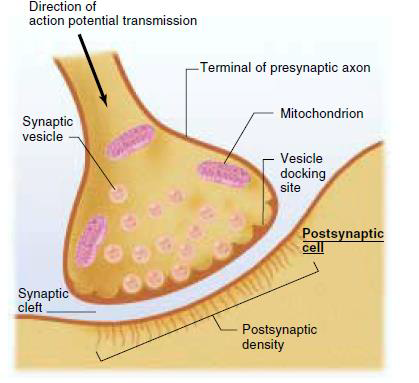 Direction of
action potential transmission
Terminal of presynaptic axon
Mitochondrion
Synaptic
vesicle
Vesicle
docking
site
Postsynaptic
cell
Synaptic
cleft
Postsynaptic
density